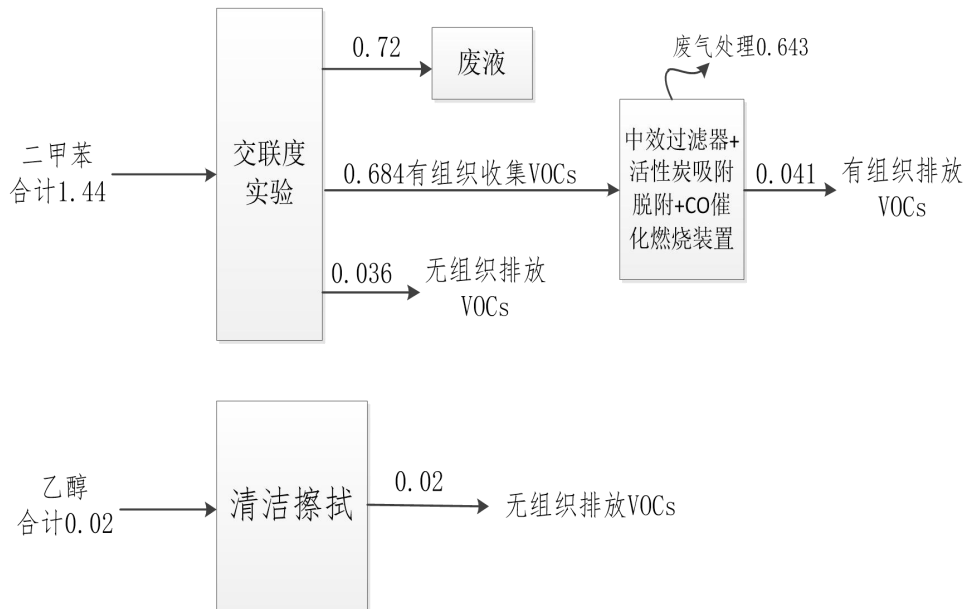 二甲苯
合计1.44
交联度
实验
0.72
废液
0.684有组织收集VOCs
废气处理0.643
中效过滤器+
活性炭吸附
脱附+CO催
化燃烧装置
0.041
有组织排放
VOCs
0.036
无组织排放
VOCs
乙醇
合计0.02
清洁擦拭
0.02
无组织排放VOCs